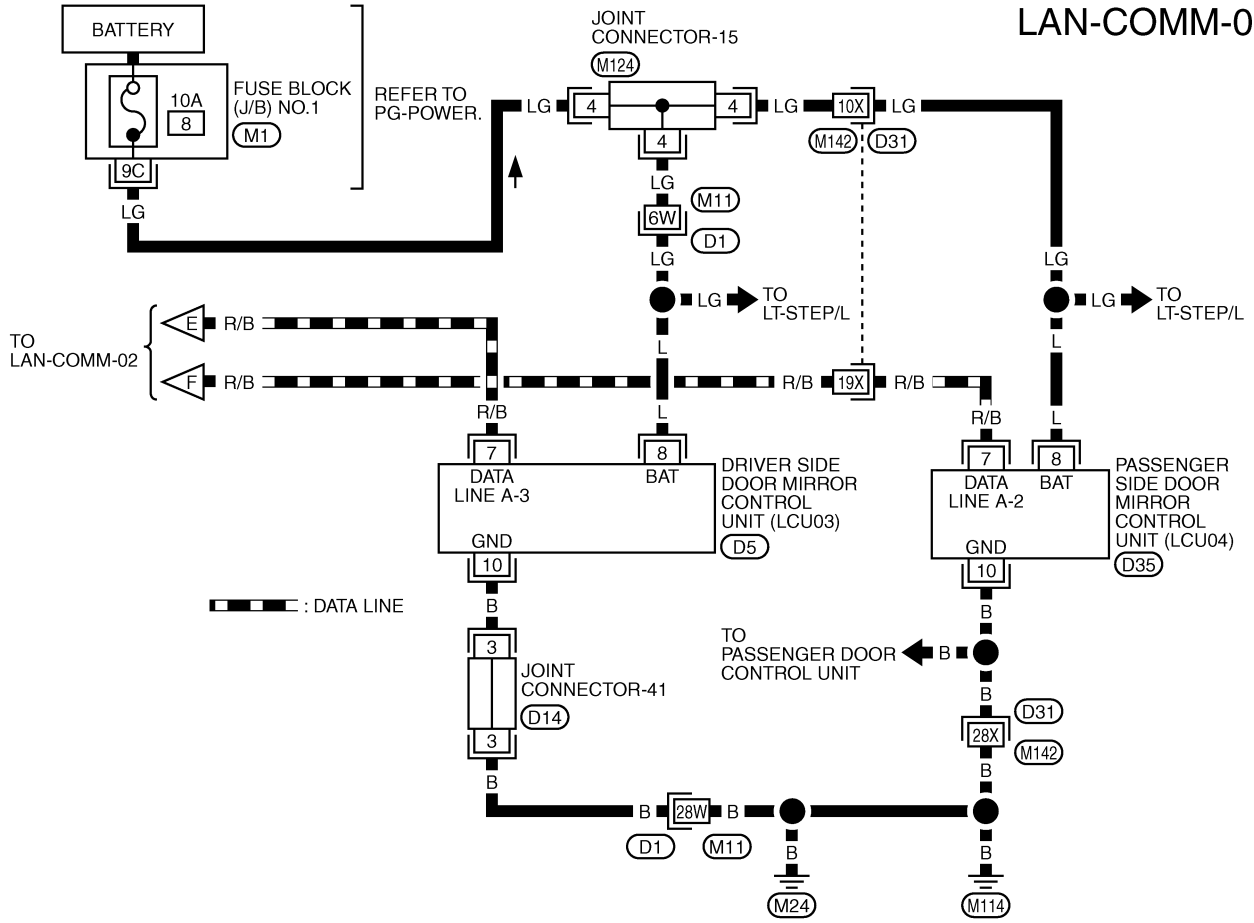 LAN-COMM-0
BATTERY
10A
8
FUSE BLOCK
(J/B) NO.1
M1
9C
LG
REFER TO
PG-POWER.
JOINT
CONNECTOR-15
M124
LG
4
4
LG
10X
LG
4
M142
D31
LG
M11
6W
D1
LG
LG
TO
LT-STEP/L
L
LG
LG
TO
LT-STEP/L
L
TO
LAN-COMM-02
E
R/B
F
R/B
R/B
19X
R/B
R/B
L
R/B
L
7
8
DATA
LINE A-3
BAT
GND
10
DRIVER SIDE
DOOR MIRROR
CONTROL
UNIT (LCU03)
D5
7
8
DATA
LINE A-2
BAT
GND
10
PASSENGER
SIDE DOOR
MIRROR
CONTROL
UNIT (LCU04)
D35
: DATA LINE
B
3
JOINT
CONNECTOR-41
D14
3
B
B
TO
PASSENGER DOOR
CONTROL UNIT
B
B
D31
28X
M142
B
B
28W
B
D1
M11
B
B
M24
M114